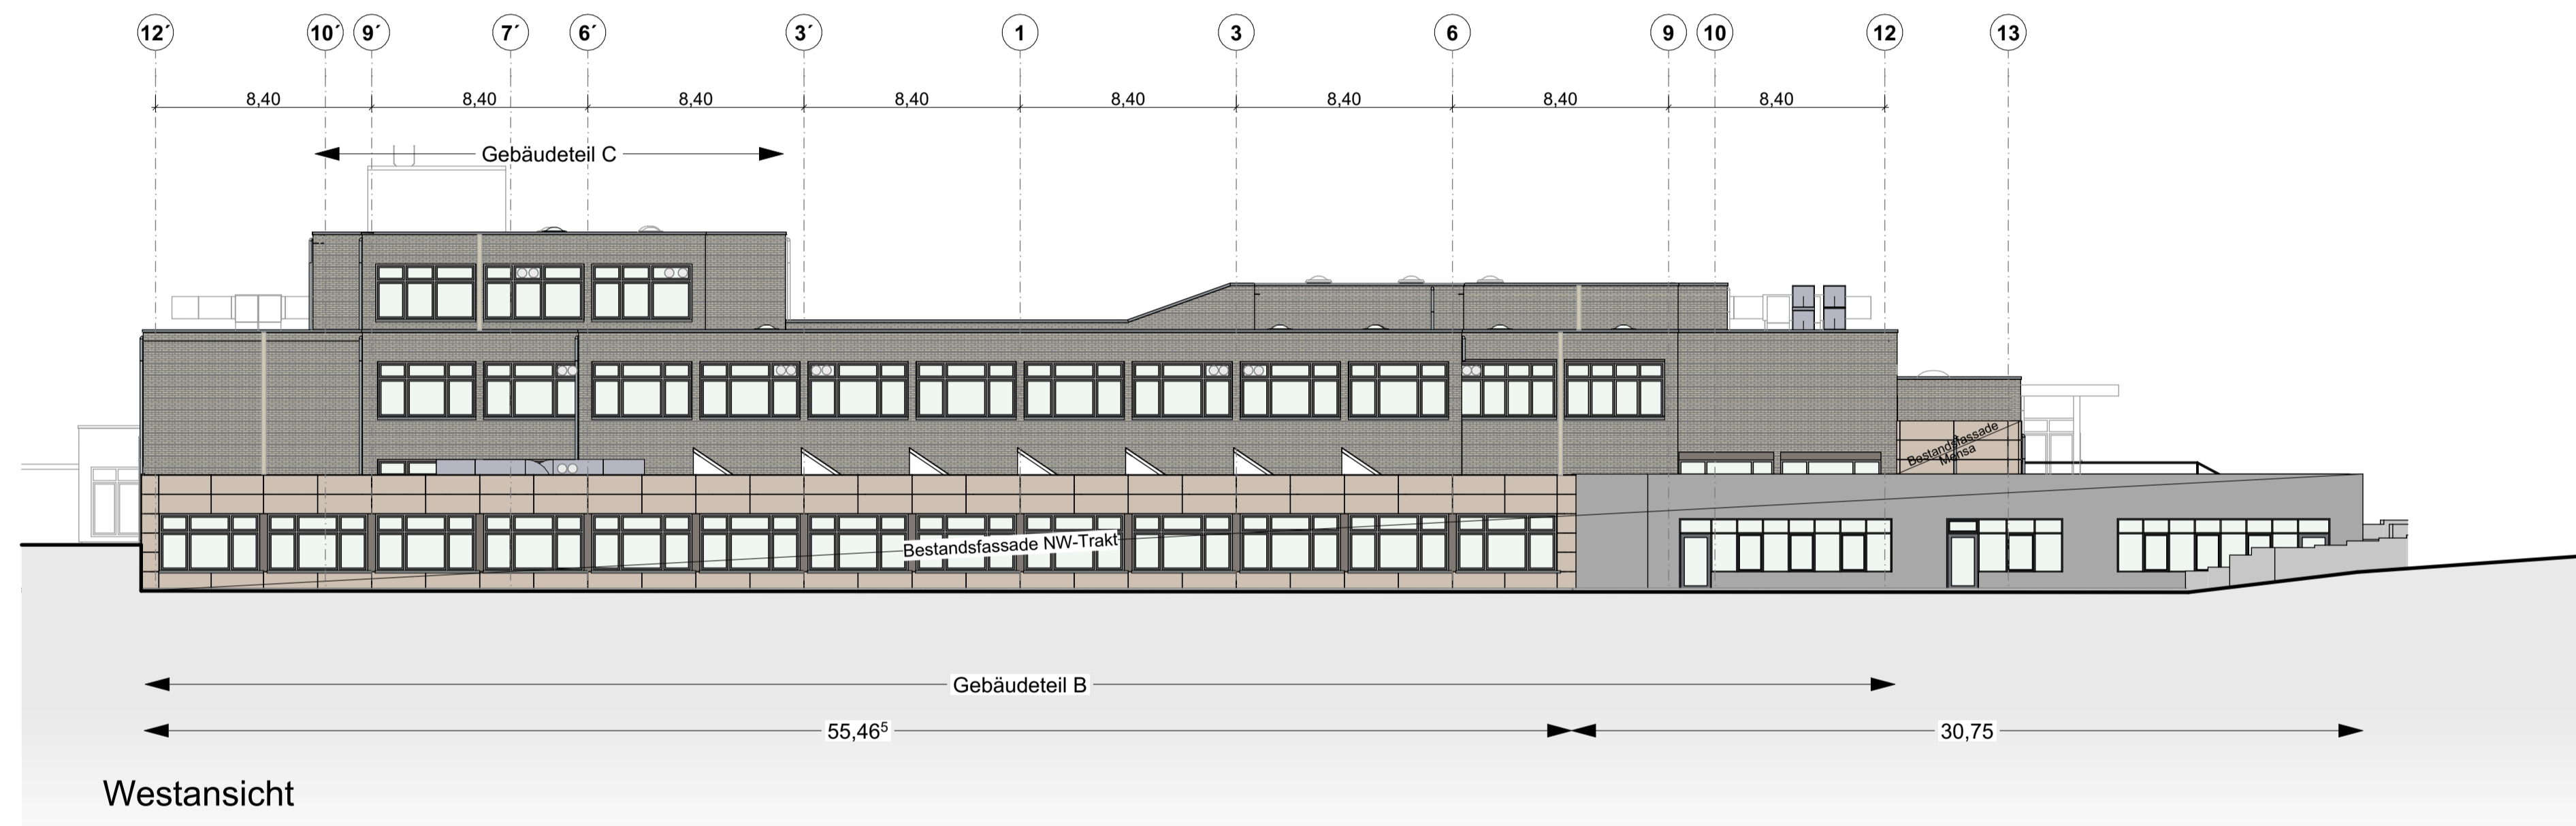 12´ 10´ 9´ 7´ 6´ 3´ 1 3 6 9 10 12 13
8,40 8,40 8,40 8,40 8,40 8,40 8,40 8,40
Gebäudeteil C
Bestandsfassade
Mensa
Bestandsfassade NW-Trakt
Gebäudeteil B
55,46⁵ 30,75
Westansicht